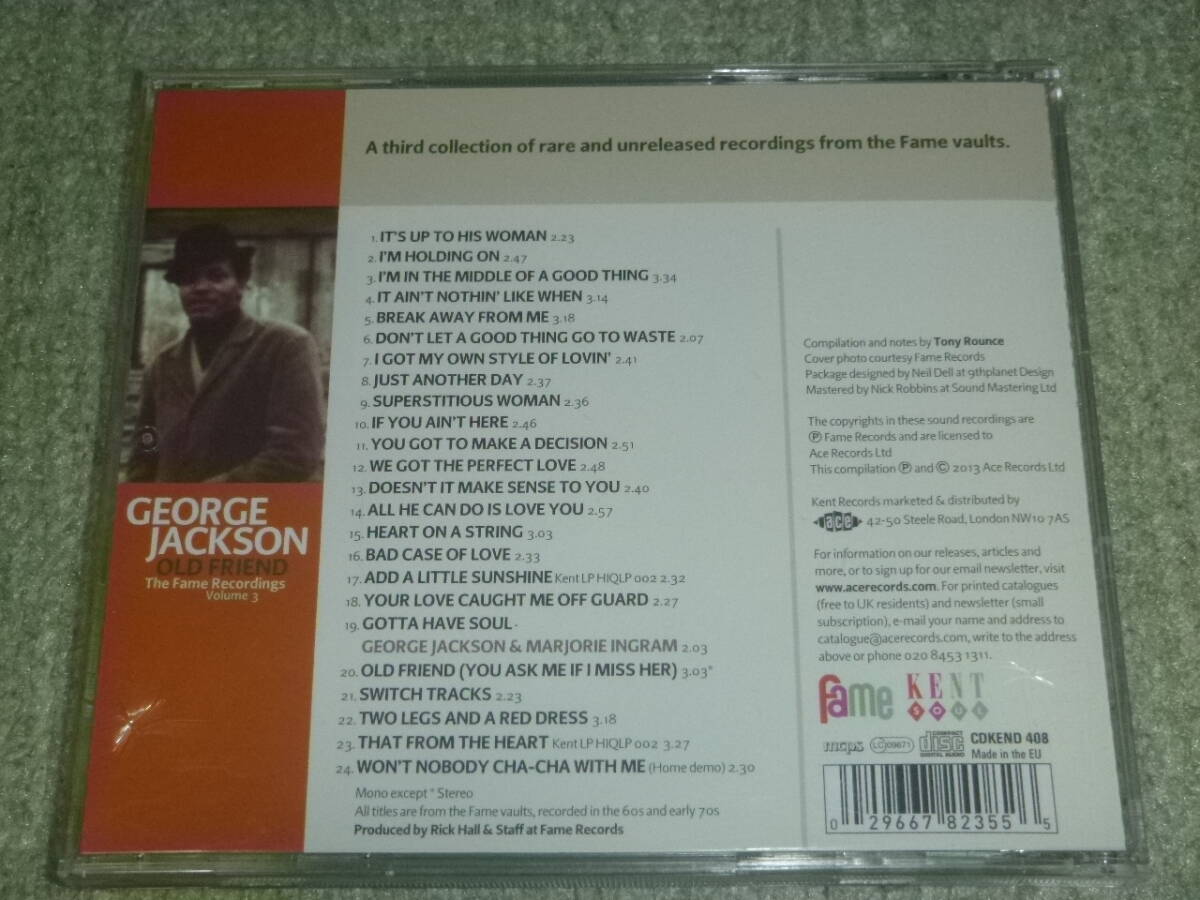 A third collection of rare and unreleased recordings from the Fame vaults.
GEORGE
JACKSON
OLD FRIEND
The Fame Recordings
Volume 3
1. IT'S UP TO HIS WOMAN 2.23
2. I'M HOLDING ON 2.47
3. I'M IN THE MIDDLE OF A GOOD THING 3.34
4. IT AIN'T NOTHIN' LIKE WHEN 3.14
5. BREAK AWAY FROM ME 3.18
6. DON'T LET A GOOD THING GO TO WASTE 2.07
7. I GOT MY OWN STYLE OF LOVIN' 2.41
8. JUST ANOTHER DAY 2.37
9. SUPERSTITIOUS WOMAN 2.36
10. IF YOU AIN'T HERE 2.46
11. YOU GOT TO MAKE A DECISION 2.51
12. WE GOT THE PERFECT LOVE 2.48
13. DOESN'T IT MAKE SENSE TO YOU 2.40
14. ALL HE CAN DO IS LOVE YOU 2.57
15. HEART ON A STRING 3.03
16. BAD CASE OF LOVE 2.33
17. ADD A LITTLE SUNSHINE Kent LP HIQLP 002 2.32
18. YOUR LOVE CAUGHT ME OFF GUARD 2.27
19. GOTTA HAVE SOUL -
GEORGE JACKSON & MARJORIE INGRAM 2.03
20. OLD FRIEND (YOU ASK ME IF I MISS HER) 3.03*
21. SWITCH TRACKS 2.23
22. TWO LEGS AND A RED DRESS 3.18
23. THAT FROM THE HEART Kent LP HIQLP 002 3.27
24. WON'T NOBODY CHA-CHA WITH ME (Home demo) 2.30
Mono except * Stereo
All titles are from the Fame vaults, recorded in the 60s and early 70s
Produced by Rick Hall & Staff at Fame Records
Compilation and notes by Tony Rounce
Cover photo courtesy Fame Records
Package designed by Neil Dell at 9thplanet Design
Mastered by Nick Robbins at Sound Mastering Ltd
The copyrights in these sound recordings are
℗ Fame Records and are licensed to
Ace Records Ltd
This compilation ℗ and © 2013 Ace Records Ltd
Kent Records marketed & distributed by
ace 42-50 Steele Road, London NW10 7AS
For information on our releases, articles and
more, or to sign up for our email newsletter, visit
www.acerecords.com. For printed catalogues
(free to UK residents) and newsletter (small
subscription), e-mail your name and address to
catalogue@acerecords.com, write to the address
above or phone 020 8453 1311.
fame KENT
SOUL
mcps LC 09671 COMPACT disc DIGITAL AUDIO CDKEND 408
Made in the EU
0 29667 82355 5